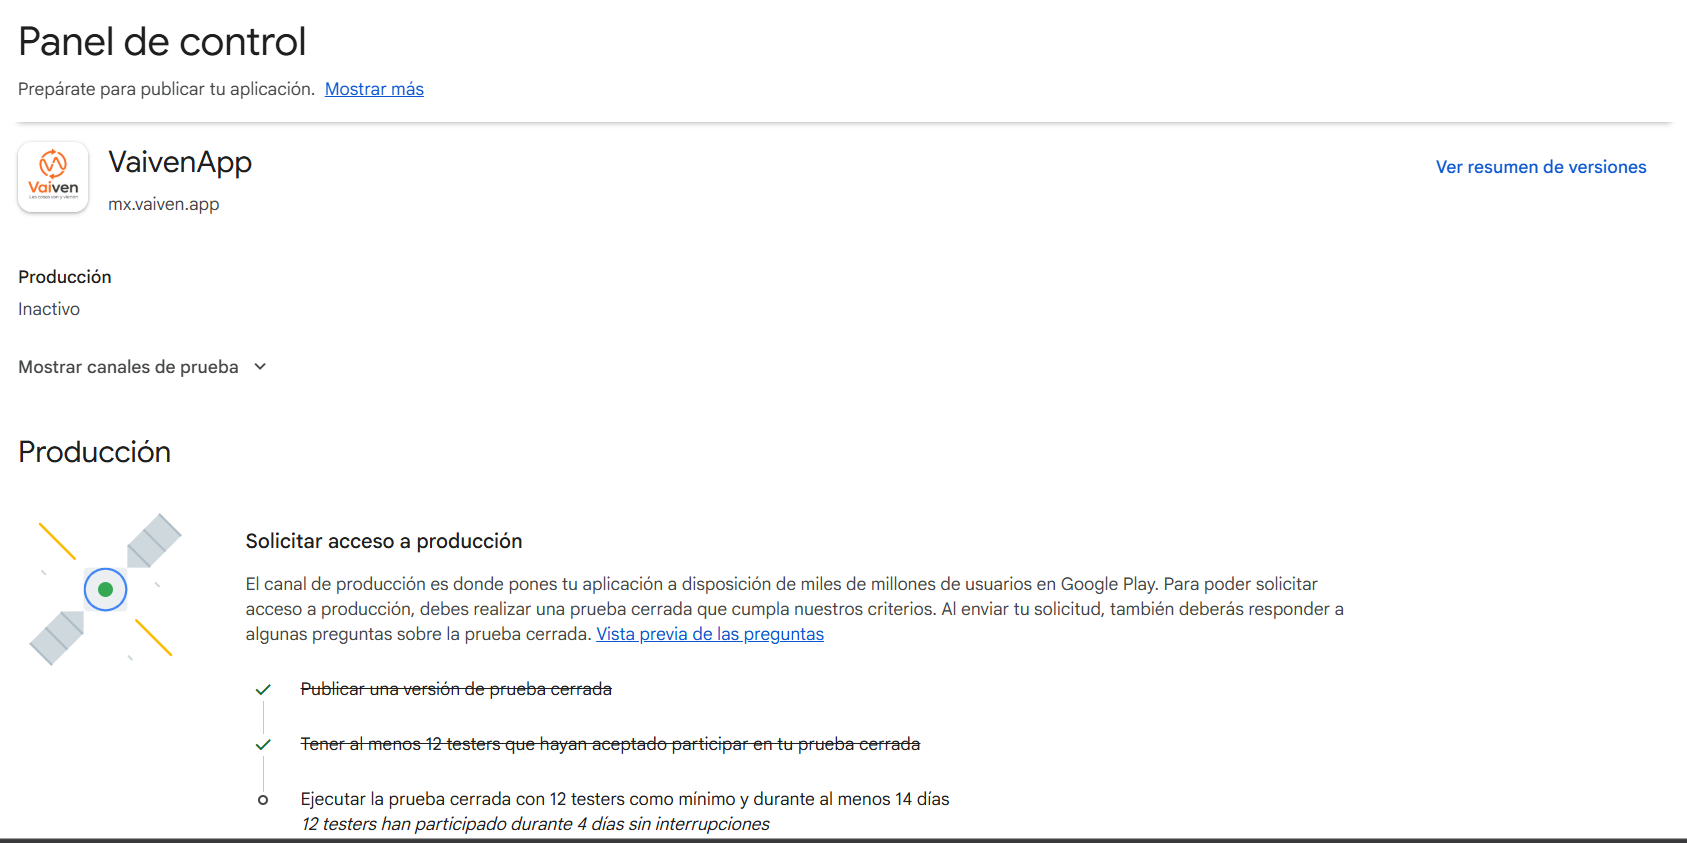 Panel de control
Prepárate para publicar tu aplicación. Mostrar más
Vaiven
VaivenApp
Ver resumen de versiones
mx.vaiven.app
Producción
Inactivo
Mostrar canales de prueba
Producción
Solicitar acceso a producción
El canal de producción es donde pones tu aplicación a disposición de miles de millones de usuarios en Google Play. Para poder solicitar
acceso a producción, debes realizar una prueba cerrada que cumpla nuestros criterios. Al enviar tu solicitud, también deberás responder a
algunas preguntas sobre la prueba cerrada. Vista previa de las preguntas
Publicar una versión de prueba cerrada
Tener al menos 12 testers que hayan aceptado participar en tu prueba cerrada
Ejecutar la prueba cerrada con 12 testers como mínimo y durante al menos 14 días
12 testers han participado durante 4 días sin interrupciones